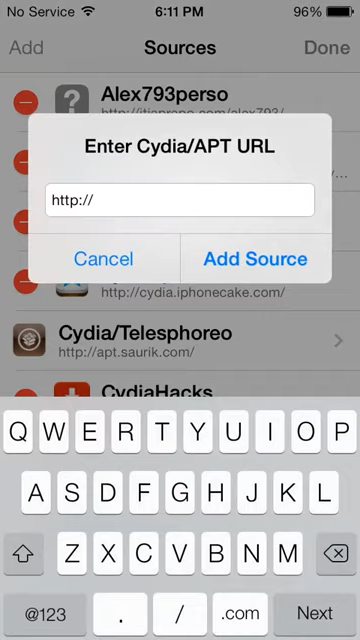 No Service 6:11 PM 96%
Add Sources Done
Alex793perso
Enter Cydia/APT URL
http://
Cancel Add Source
http://cydia.iphonecake.com/
Cydia/Telesphoreo
http://apt.saurik.com/
CydiaHacks
Q W E R T Y U I O P
A S D F G H J K L
Z X C V B N M
@123 . / .com Next